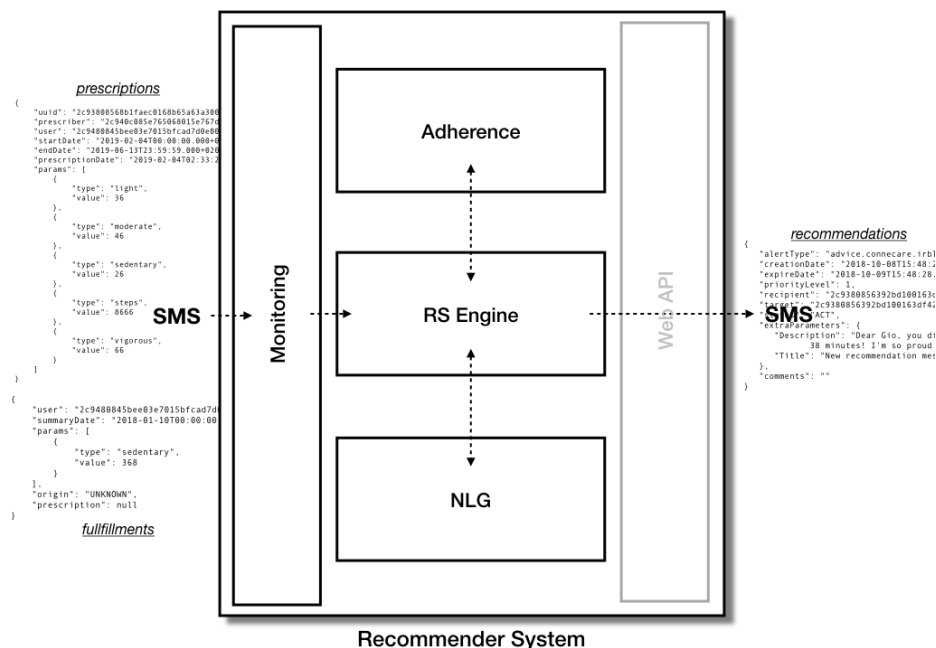 prescriptions
{
"uuid": "2c93808568b1faec0168b65a63a300
"prescriber": "2c940c085e765068015e767d
"user": "2c9480845bee03e7015bfcad7d0e00
"startDate": "2019-02-04T00:00:00.000+0
"endDate": "2019-06-13T23:59:59.000+020
"prescriptionDate": "2019-02-04T02:33:2
"params": [
{
"type": "light",
"value": 36
},
{
"type": "moderate",
"value": 46
},
{
"type": "sedentary",
"value": 26
},
{
"type": "steps",
"value": 8666
},
{
"type": "vigorous",
"value": 66
}
]
}
SMS
{
"user": "2c9480845bee03e7015bfcad7d
"summaryDate": "2018-01-10T00:00:00
"params": [
{
"type": "sedentary",
"value": 368
}
],
"origin": "UNKNOWN",
"prescription": null
}
fullfillments
Monitoring
Adherence
RS Engine
NLG
Web API
recommendations
{
"alertType": "advice.connecare.irbl
"creationDate": "2018-10-08T15:48:2
"expireDate": "2018-10-09T15:48:28.
"priorityLevel": 1,
"recipient": "2c9380856392bd100163d
"target": "2c9380856392bd100163df42
SMS
"ACT",
"extraParameters": {
"Description": "Dear Gio, you di
38 minutes! I'm so proud
"Title": "New recommendation mes
},
"comments": ""
}
Recommender System